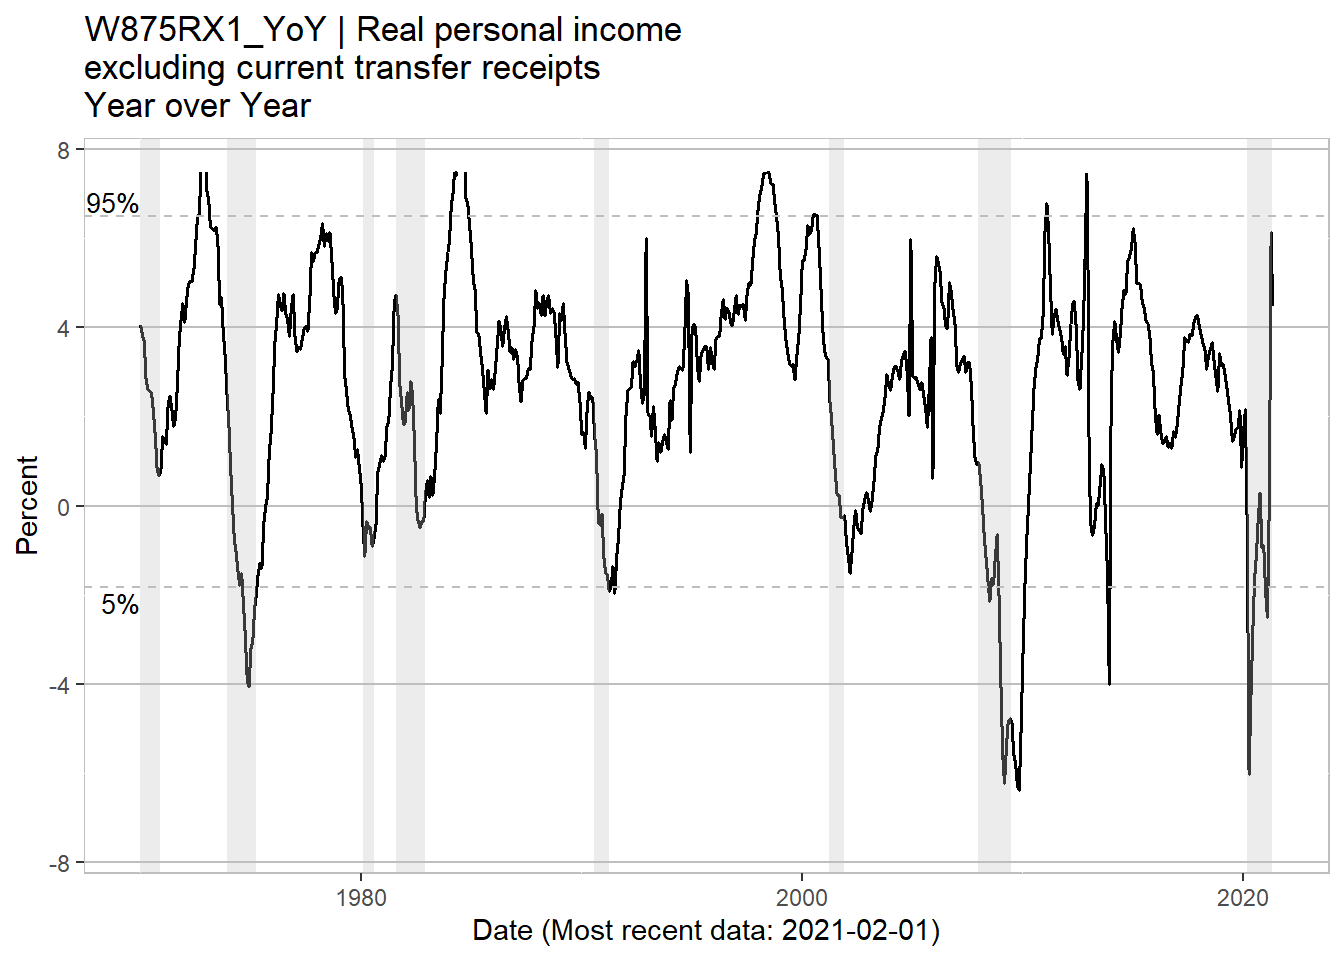 W875RX1_YoY | Real personal income
excluding current transfer receipts
Year over Year
8
95%
4
0
5%
-4
-8
Percent
1980
2000
2020
Date (Most recent data: 2021-02-01)